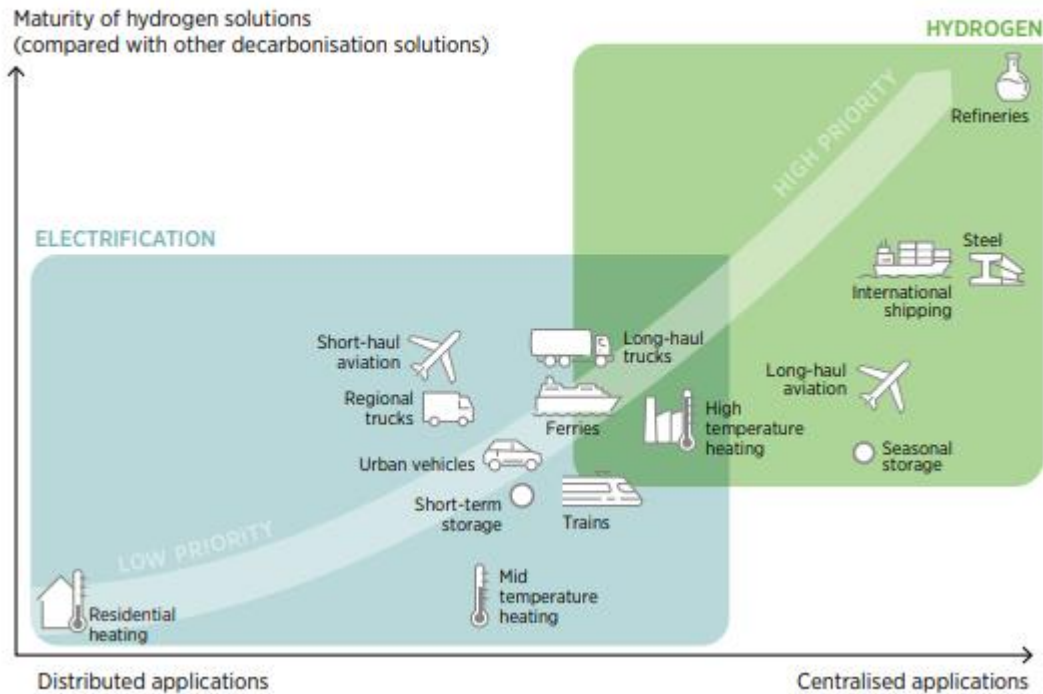 Maturity of hydrogen solutions
(compared with other decarbonisation solutions)
HYDROGEN
Refineries
HIGH PRIORITY
ELECTRIFICATION
Steel
International
shipping
Short-haul
aviation
Long-haul
trucks
Long-haul
aviation
Regional
trucks
Ferries
High
temperature
heating
Seasonal
storage
Urban vehicles
Short-term
storage
Trains
LOW PRIORITY
Mid
temperature
heating
Residential
heating
Distributed applications
Centralised applications